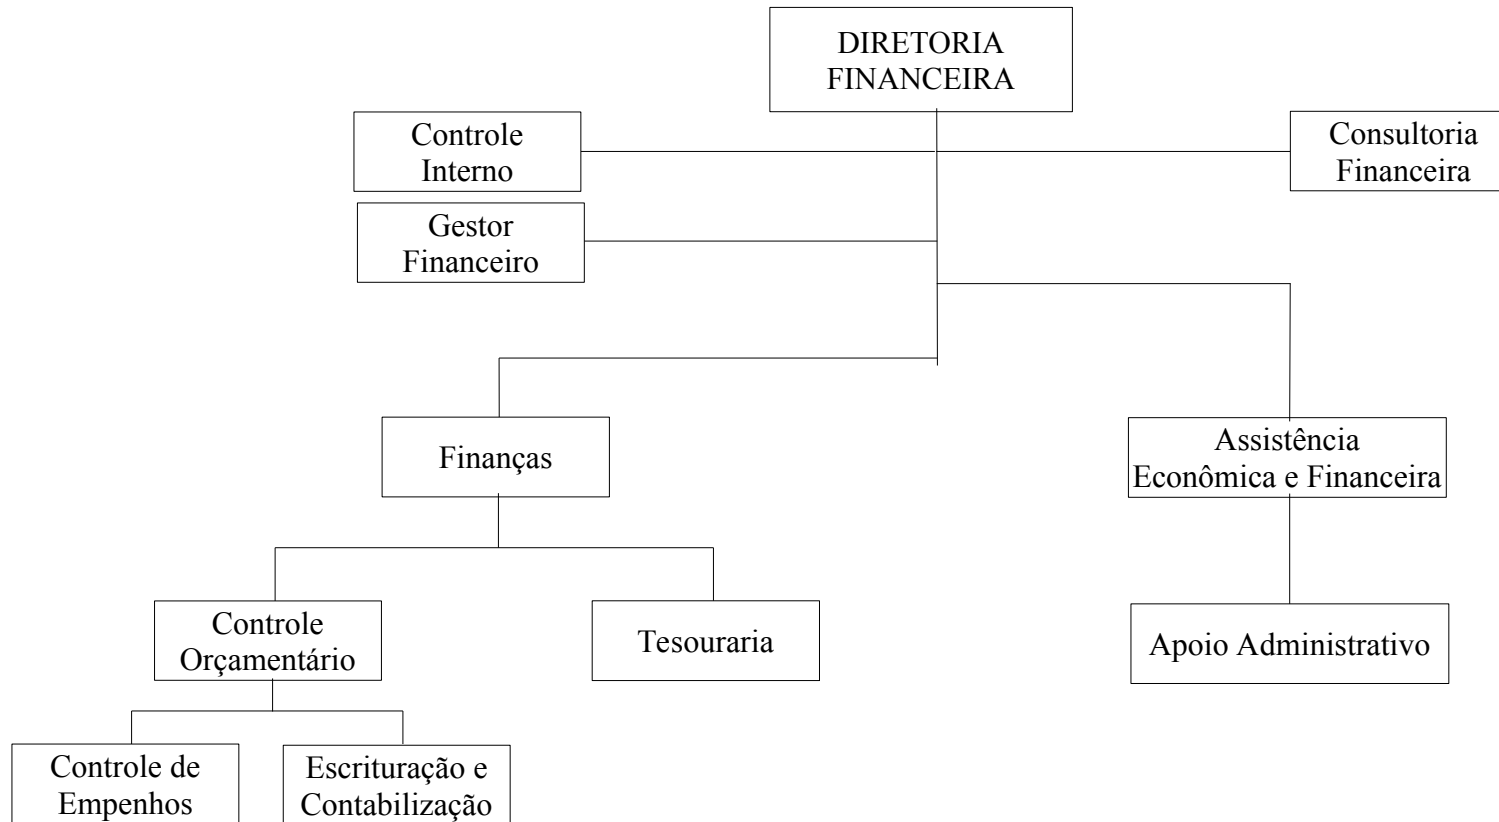 DIRETORIA
FINANCEIRA
Controle
Interno
Consultoria
Financeira
Gestor
Financeiro
Finanças
Assistência
Econômica e Financeira
Controle
Orçamentário
Tesouraria
Apoio Administrativo
Controle de
Empenhos
Escrituração e
Contabilização